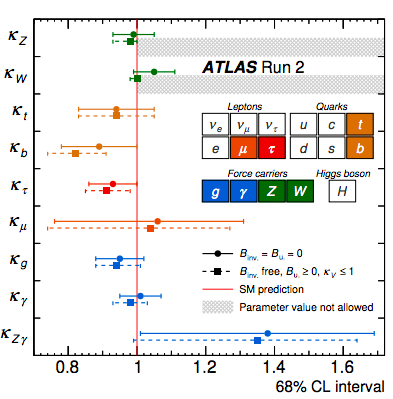 κ_Z
κ_W
κ_t
κ_b
κ_τ
κ_μ
κ_g
κ_γ
κ_Zγ
ATLAS Run 2
Leptons Quarks
ν_e ν_μ ν_τ u c t
e μ τ d s b
Force carriers Higgs boson
g γ Z W H
B_inv. = B_u. = 0
B_inv. free, B_u. ≥ 0, κ_V ≤ 1
SM prediction
Parameter value not allowed
0.8 1 1.2 1.4 1.6
68% CL interval